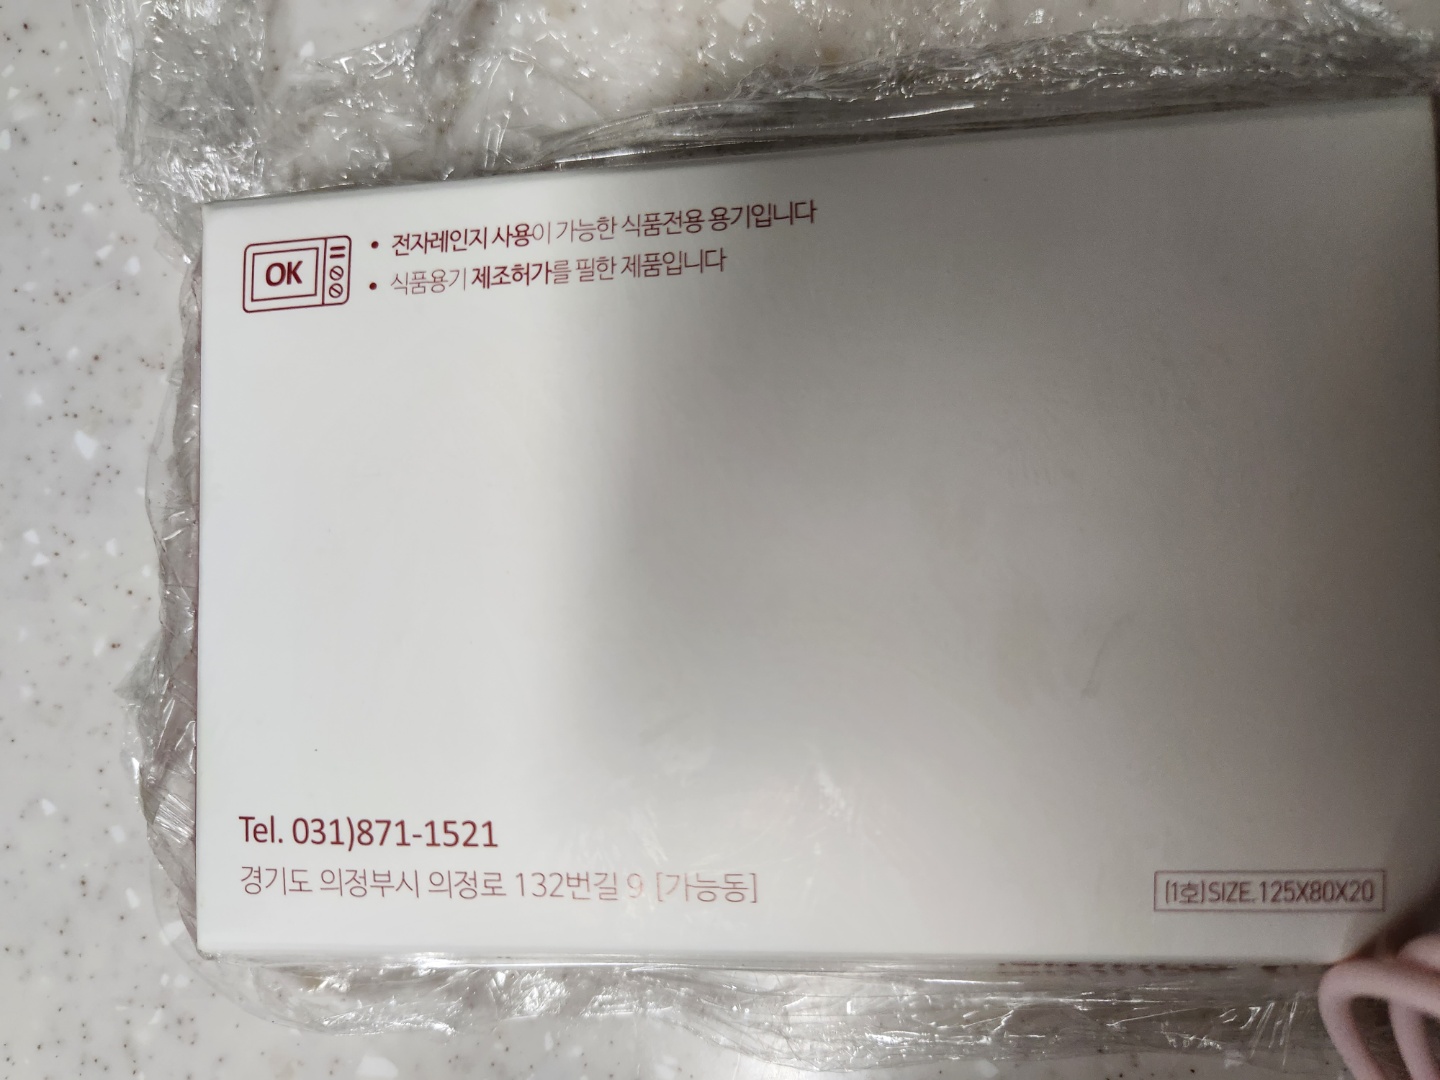 OK
• 전자레인지 사용이 가능한 식품전용 용기입니다
• 식품용기 제조허가를 필한 제품입니다
Tel. 031)871-1521
경기도 의정부시 의정로 132번길 9 [가능동]
[1호]SIZE.125X80X20